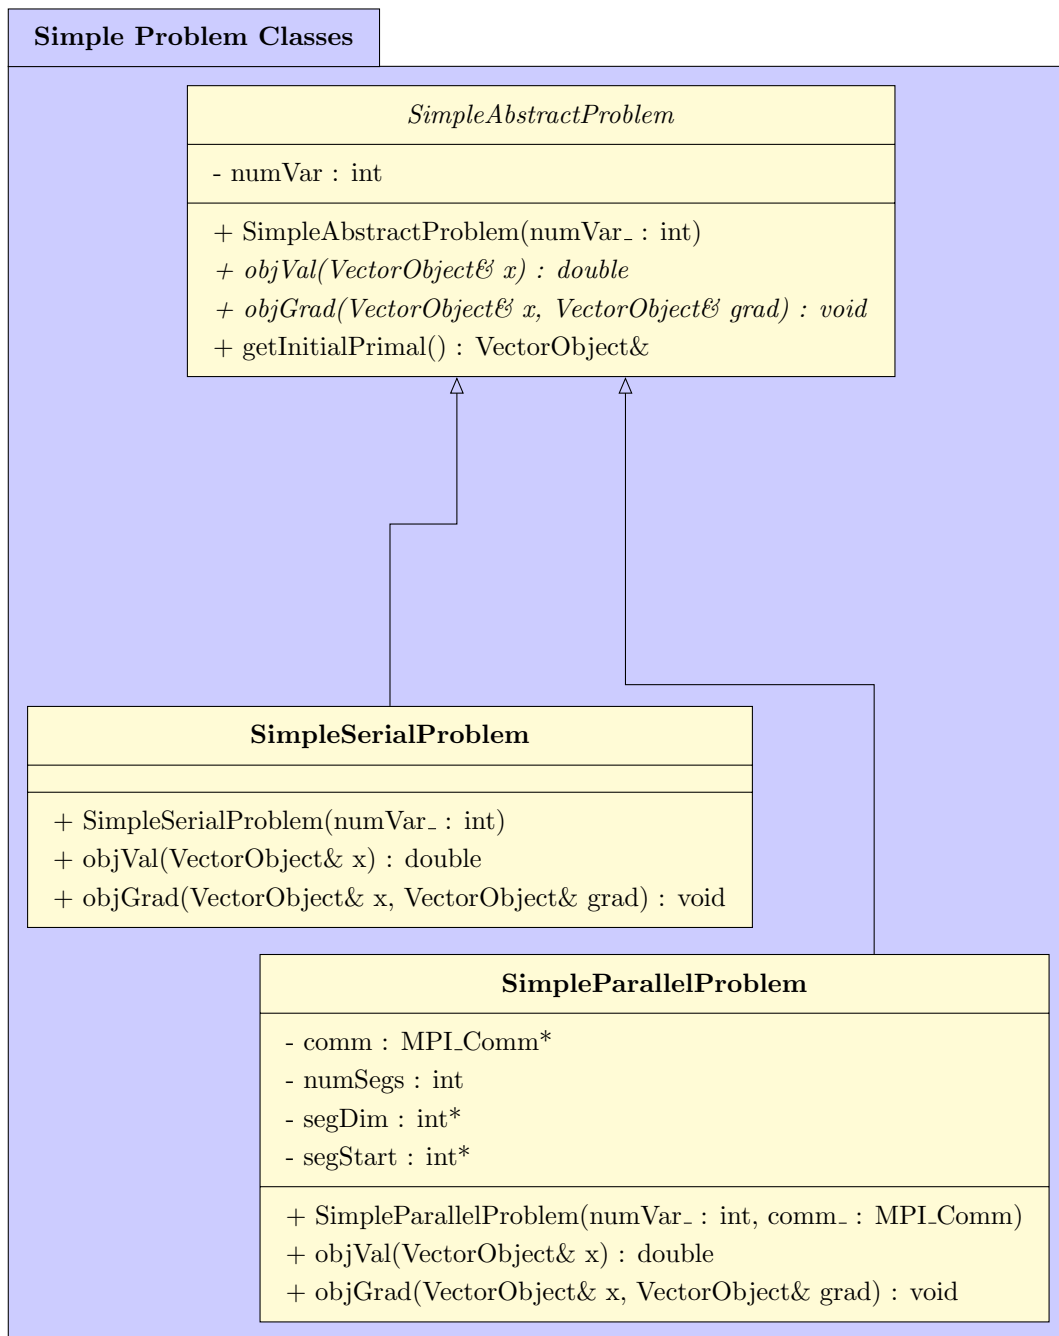 Simple Problem Classes
SimpleAbstractProblem
- numVar : int
+ SimpleAbstractProblem(numVar_ : int)
+ objVal(VectorObject& x) : double
+ objGrad(VectorObject& x, VectorObject& grad) : void
+ getInitialPrimal() : VectorObject&
SimpleSerialProblem
+ SimpleSerialProblem(numVar_ : int)
+ objVal(VectorObject& x) : double
+ objGrad(VectorObject& x, VectorObject& grad) : void
SimpleParallelProblem
- comm : MPI_Comm*
- numSegs : int
- segDim : int*
- segStart : int*
+ SimpleParallelProblem(numVar_ : int, comm_ : MPI_Comm)
+ objVal(VectorObject& x) : double
+ objGrad(VectorObject& x, VectorObject& grad) : void